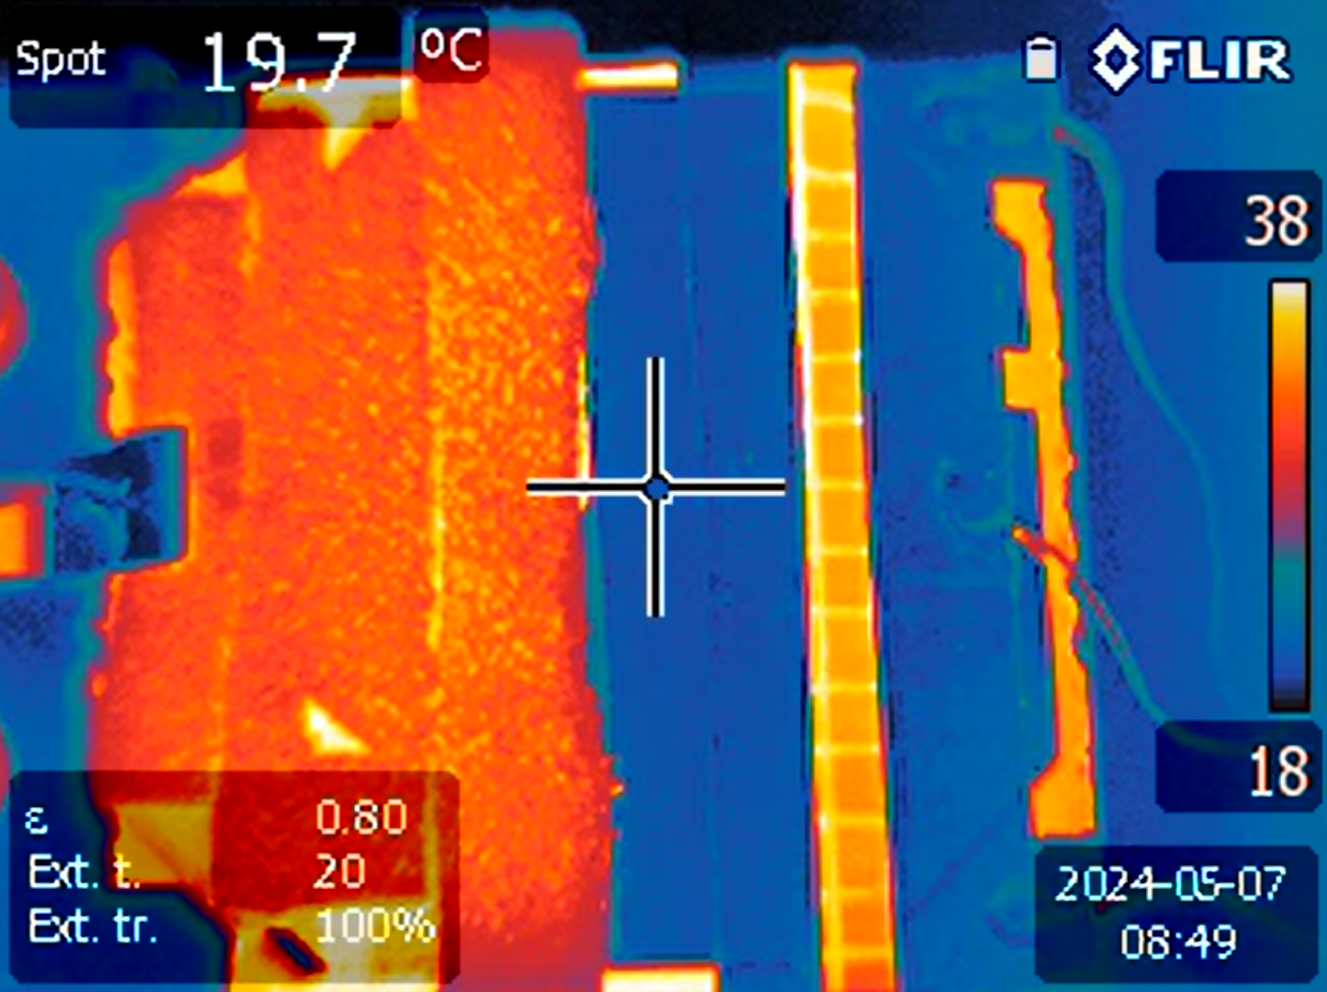 Spot 19.7 °C
FLIR
38
18
ε 0.80
Ext. t. 20
Ext. tr. 100%
2024-05-07
08:49